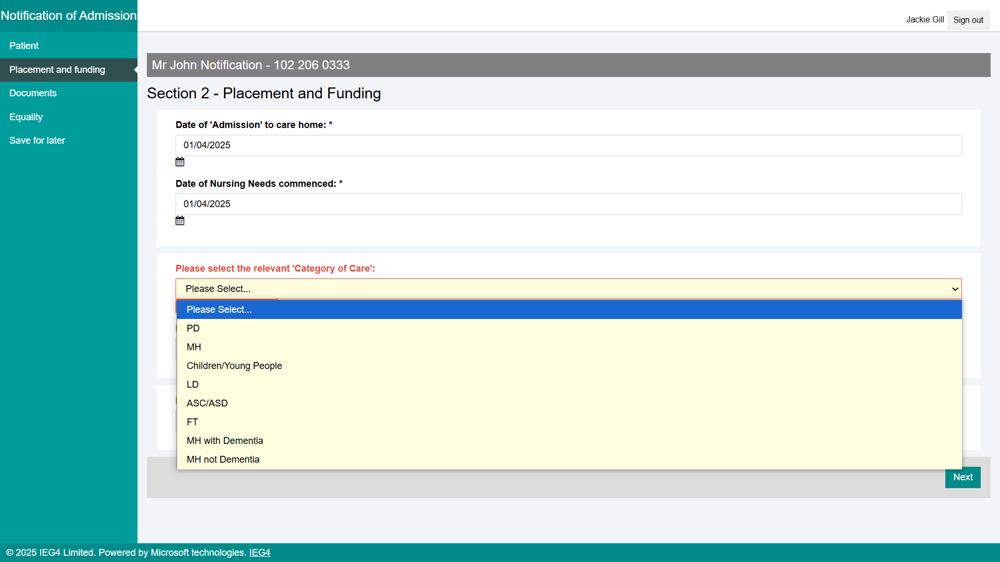 Notification of Admission
Jackie Gill
Sign out
Patient
Placement and funding
Documents
Equality
Save for later
Mr John Notification - 102 206 0333
Section 2 - Placement and Funding
Date of 'Admission' to care home: *
01/04/2025
Date of Nursing Needs commenced: *
01/04/2025
Please select the relevant 'Category of Care':
Please Select...
Please Select...
PD
MH
Children/Young People
LD
ASC/ASD
FT
MH with Dementia
MH not Dementia
Next
© 2025 IEG4 Limited. Powered by Microsoft technologies. IEG4